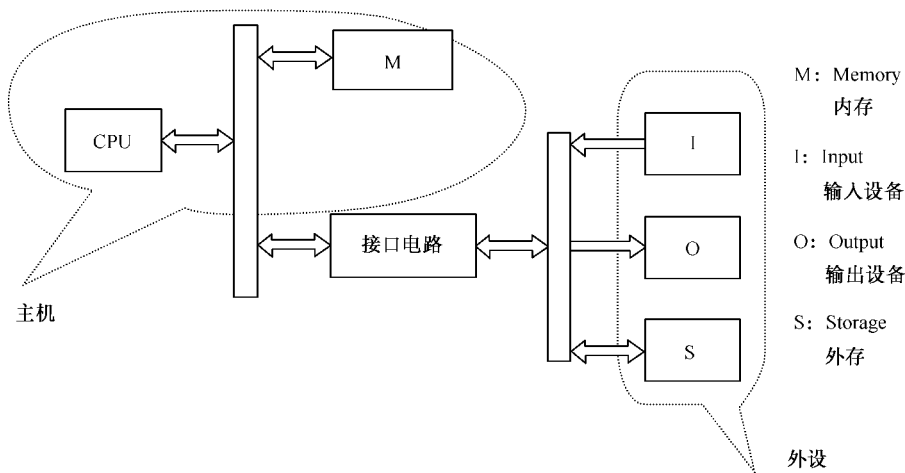 M
CPU
接口电路
主机
I
O
S
外设
M：Memory
内存
I：Input
输入设备
O：Output
输出设备
S：Storage
外存